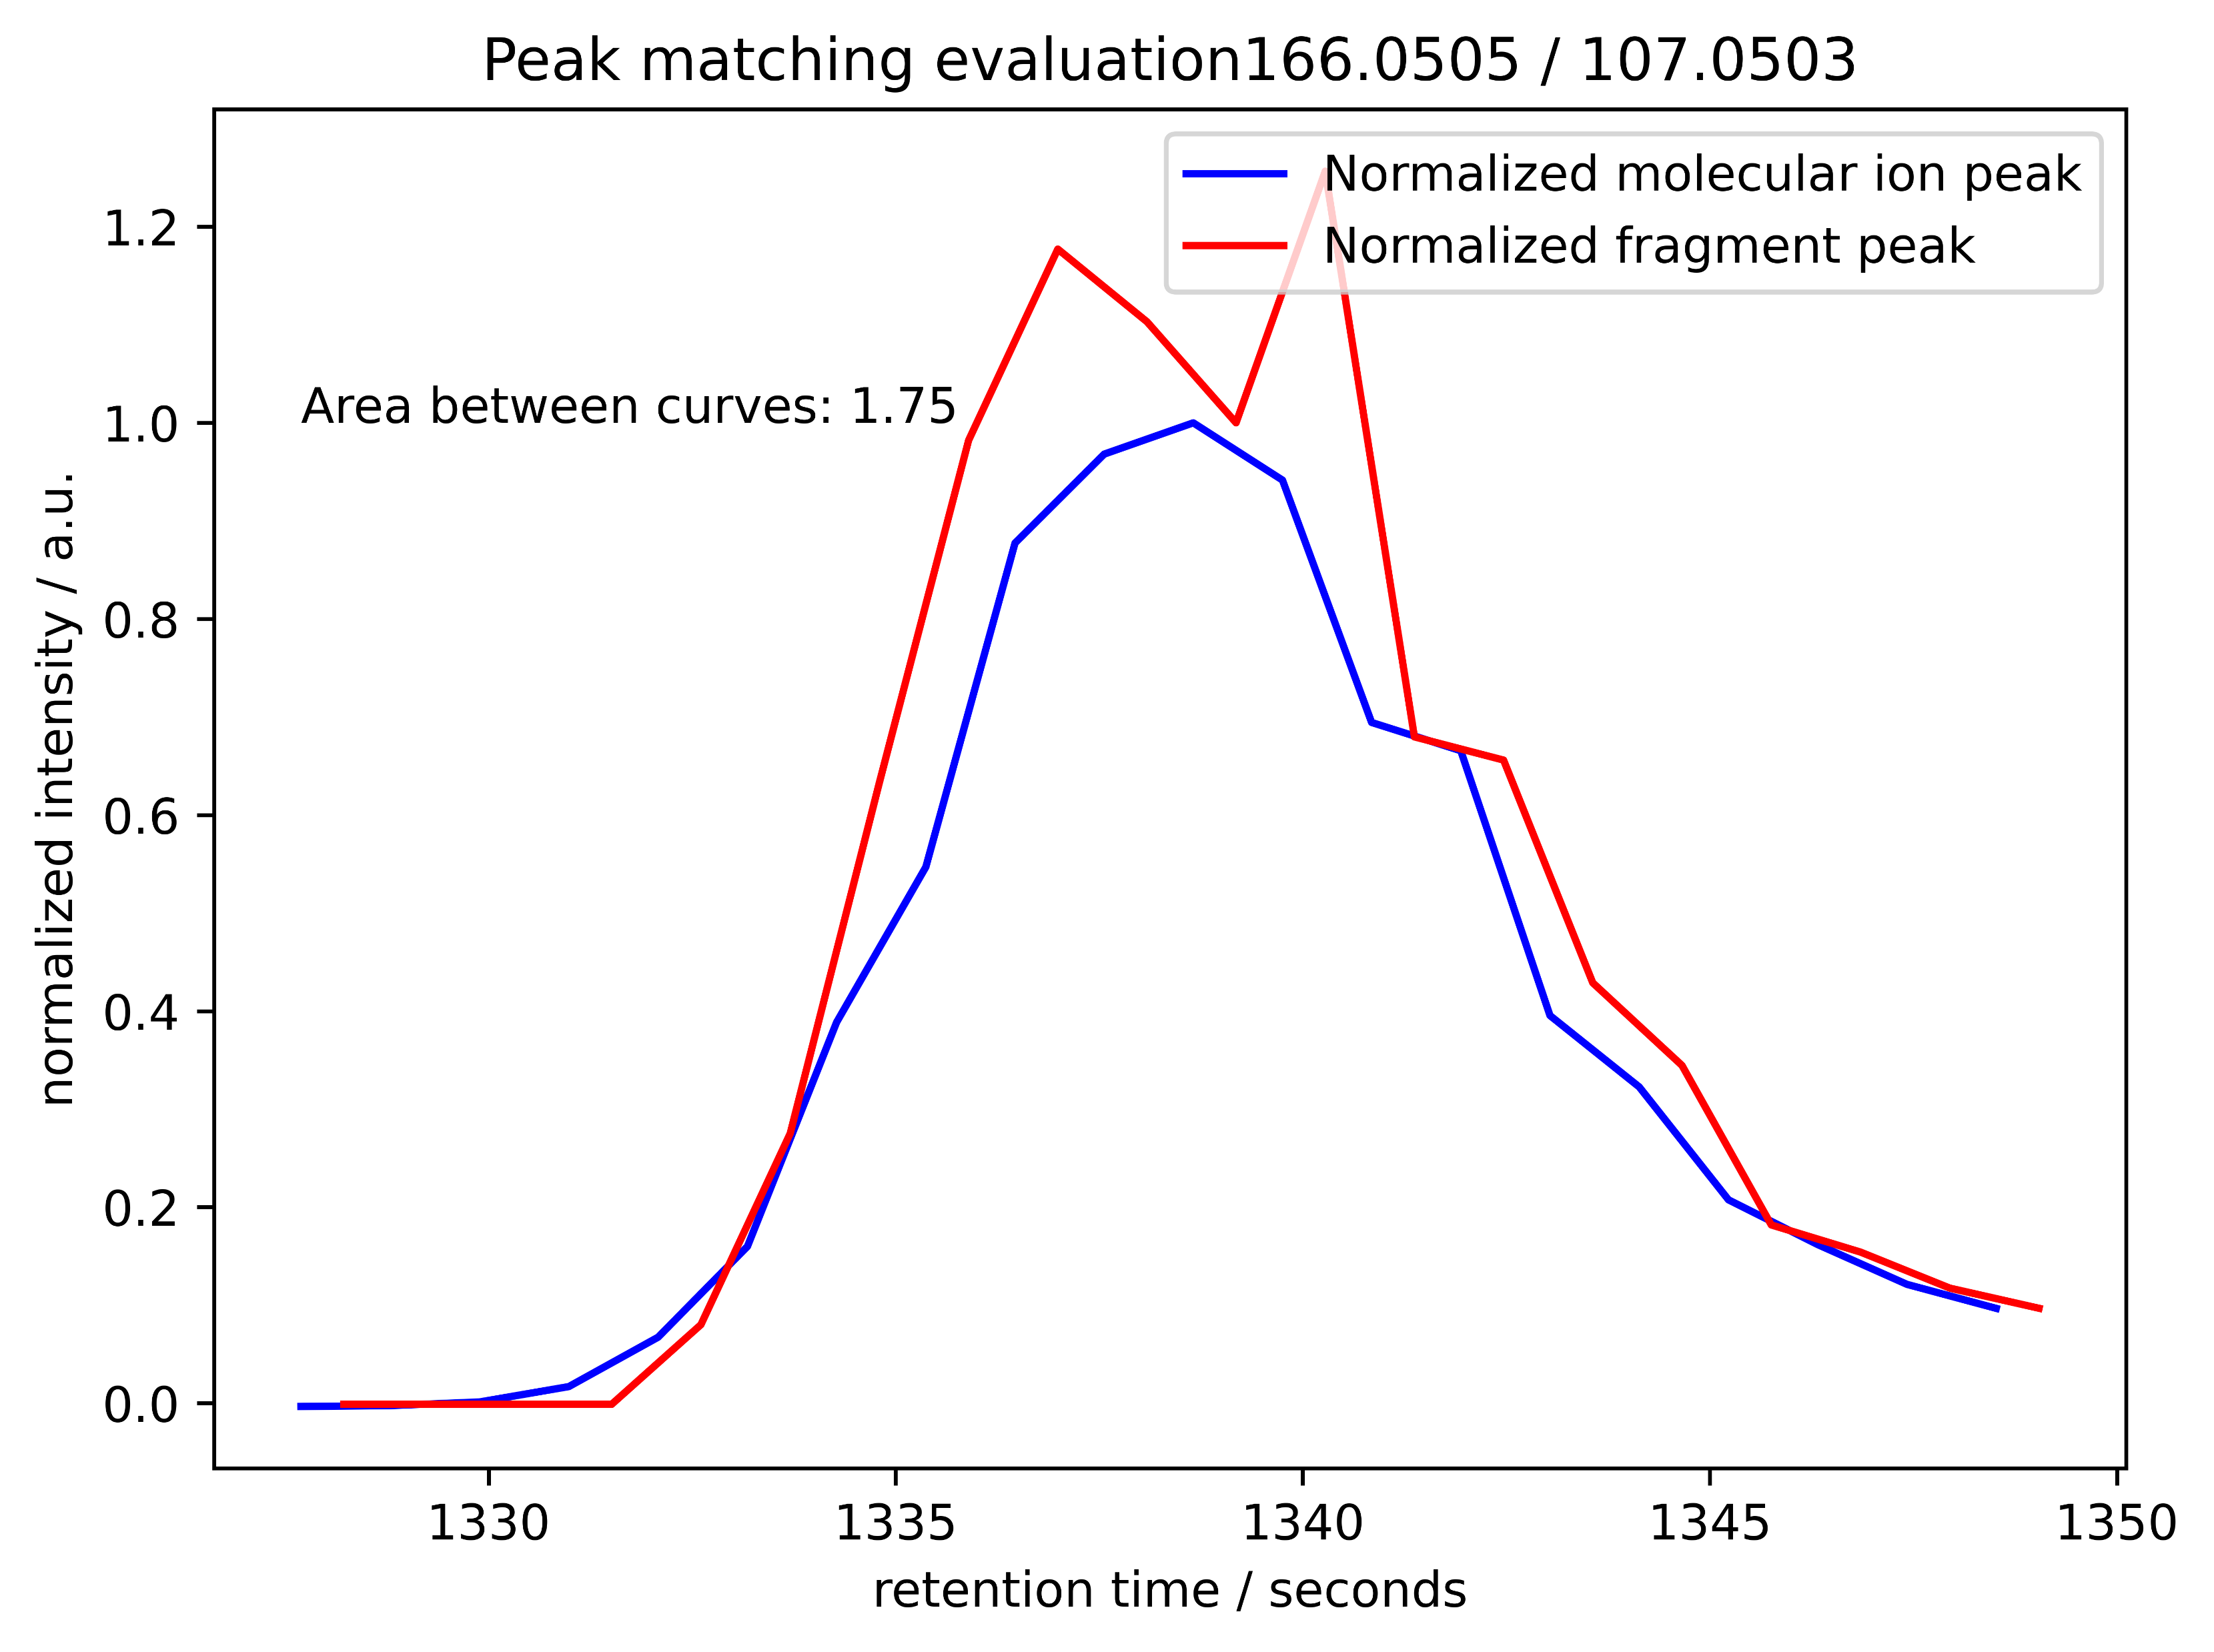 Peak matching evaluation166.0505 / 107.0503
Normalized molecular ion peak
Normalized fragment peak
Area between curves: 1.75
normalized intensity / a.u.
1.2
1.0
0.8
0.6
0.4
0.2
0.0
1330 1335 1340 1345 1350
retention time / seconds